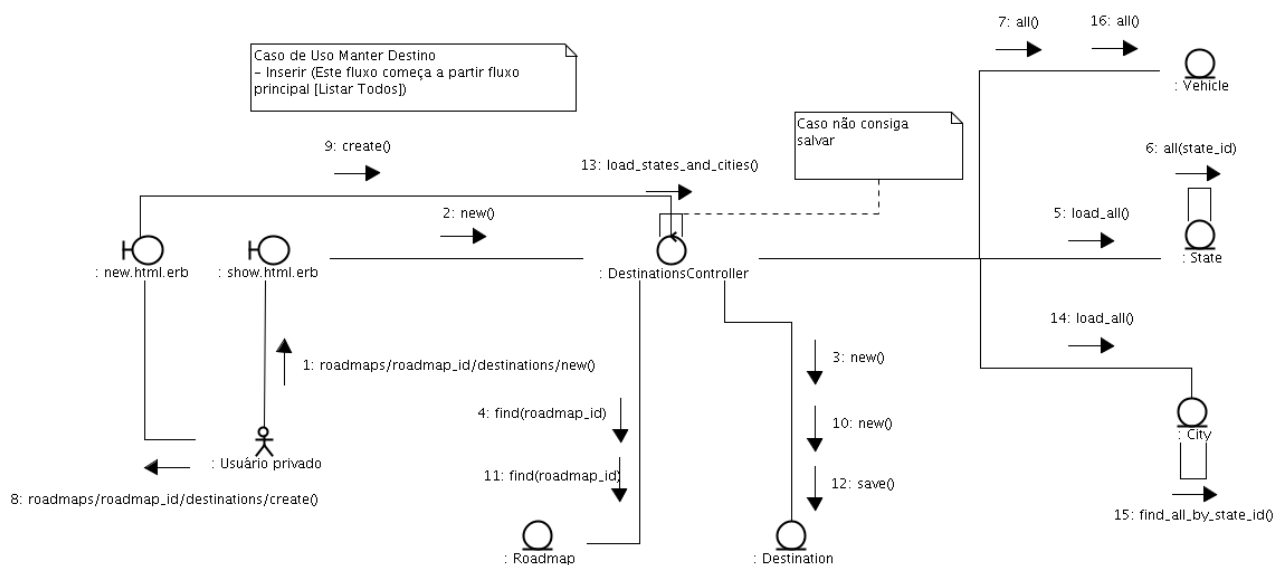 7: all()
16: all()
Caso de Uso Manter Destino
– Inserir (Este fluxo começa a partir fluxo
principal [Listar Todos])
: Vehicle
Caso não consiga
salvar
9: create()
13: load_states_and_cities()
6: all(state_id)
2: new()
5: load_all()
: new.html.erb
: show.html.erb
: DestinationsController
: State
14: load_all()
1: roadmaps/roadmap_id/destinations/new()
3: new()
4: find(roadmap_id)
10: new()
: City
: Usuário privado
11: find(roadmap_id)
12: save()
8: roadmaps/roadmap_id/destinations/create()
15: find_all_by_state_id()
: Roadmap
: Destination